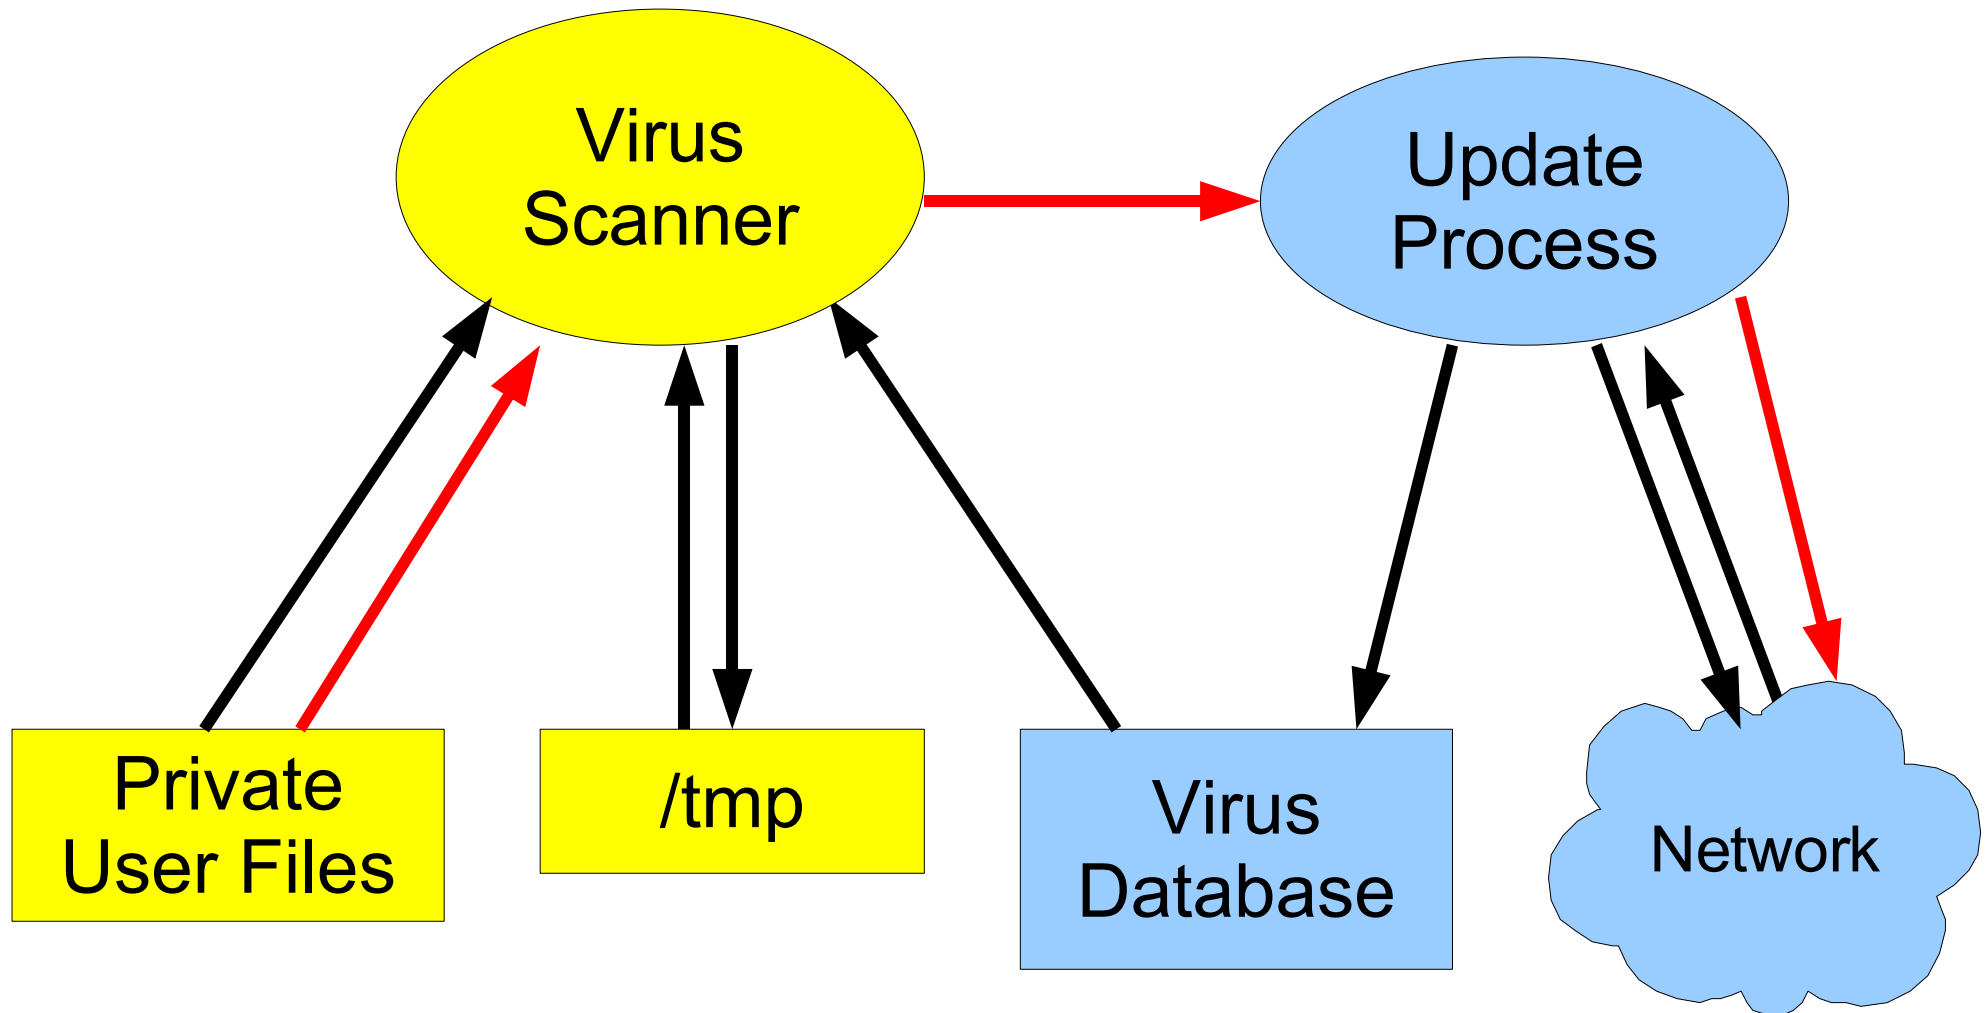 Virus
Scanner
Update
Process
Private
User Files
/tmp
Virus
Database
Network